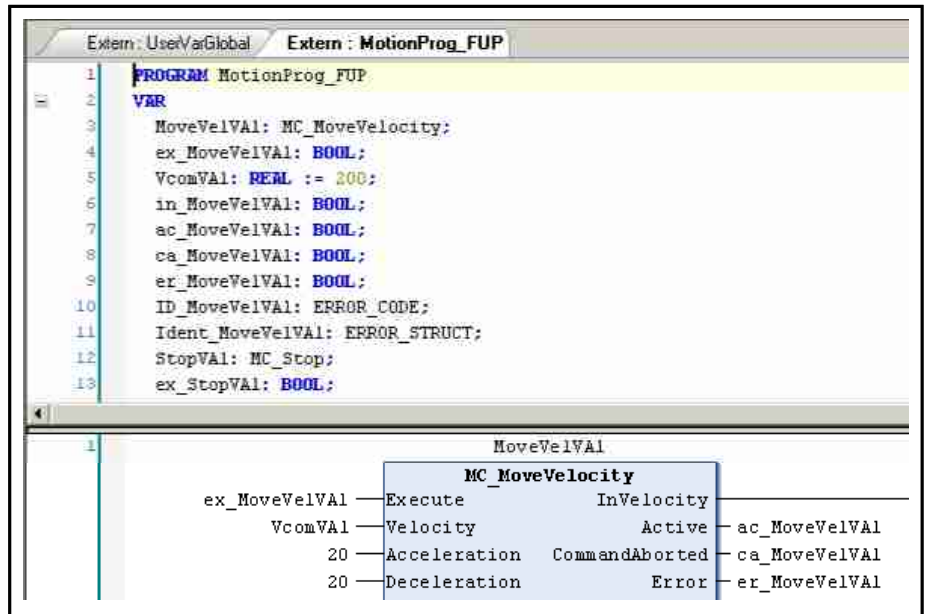 Extern : UserVarGlobal Extern : MotionProg_FUP
1 PROGRAM MotionProg_FUP
2 VAR
3 MoveVelVA1: MC_MoveVelocity;
4 ex_MoveVelVA1: BOOL;
5 VcomVA1: REAL := 200;
6 in_MoveVelVA1: BOOL;
7 ac_MoveVelVA1: BOOL;
8 ca_MoveVelVA1: BOOL;
9 er_MoveVelVA1: BOOL;
10 ID_MoveVelVA1: ERROR_CODE;
11 Ident_MoveVelVA1: ERROR_STRUCT;
12 StopVA1: MC_Stop;
13 ex_StopVA1: BOOL;
1 MoveVelVA1
MC_MoveVelocity
ex_MoveVelVA1 Execute InVelocity
VcomVA1 Velocity Active ac_MoveVelVA1
20 Acceleration CommandAborted ca_MoveVelVA1
20 Deceleration Error er_MoveVelVA1